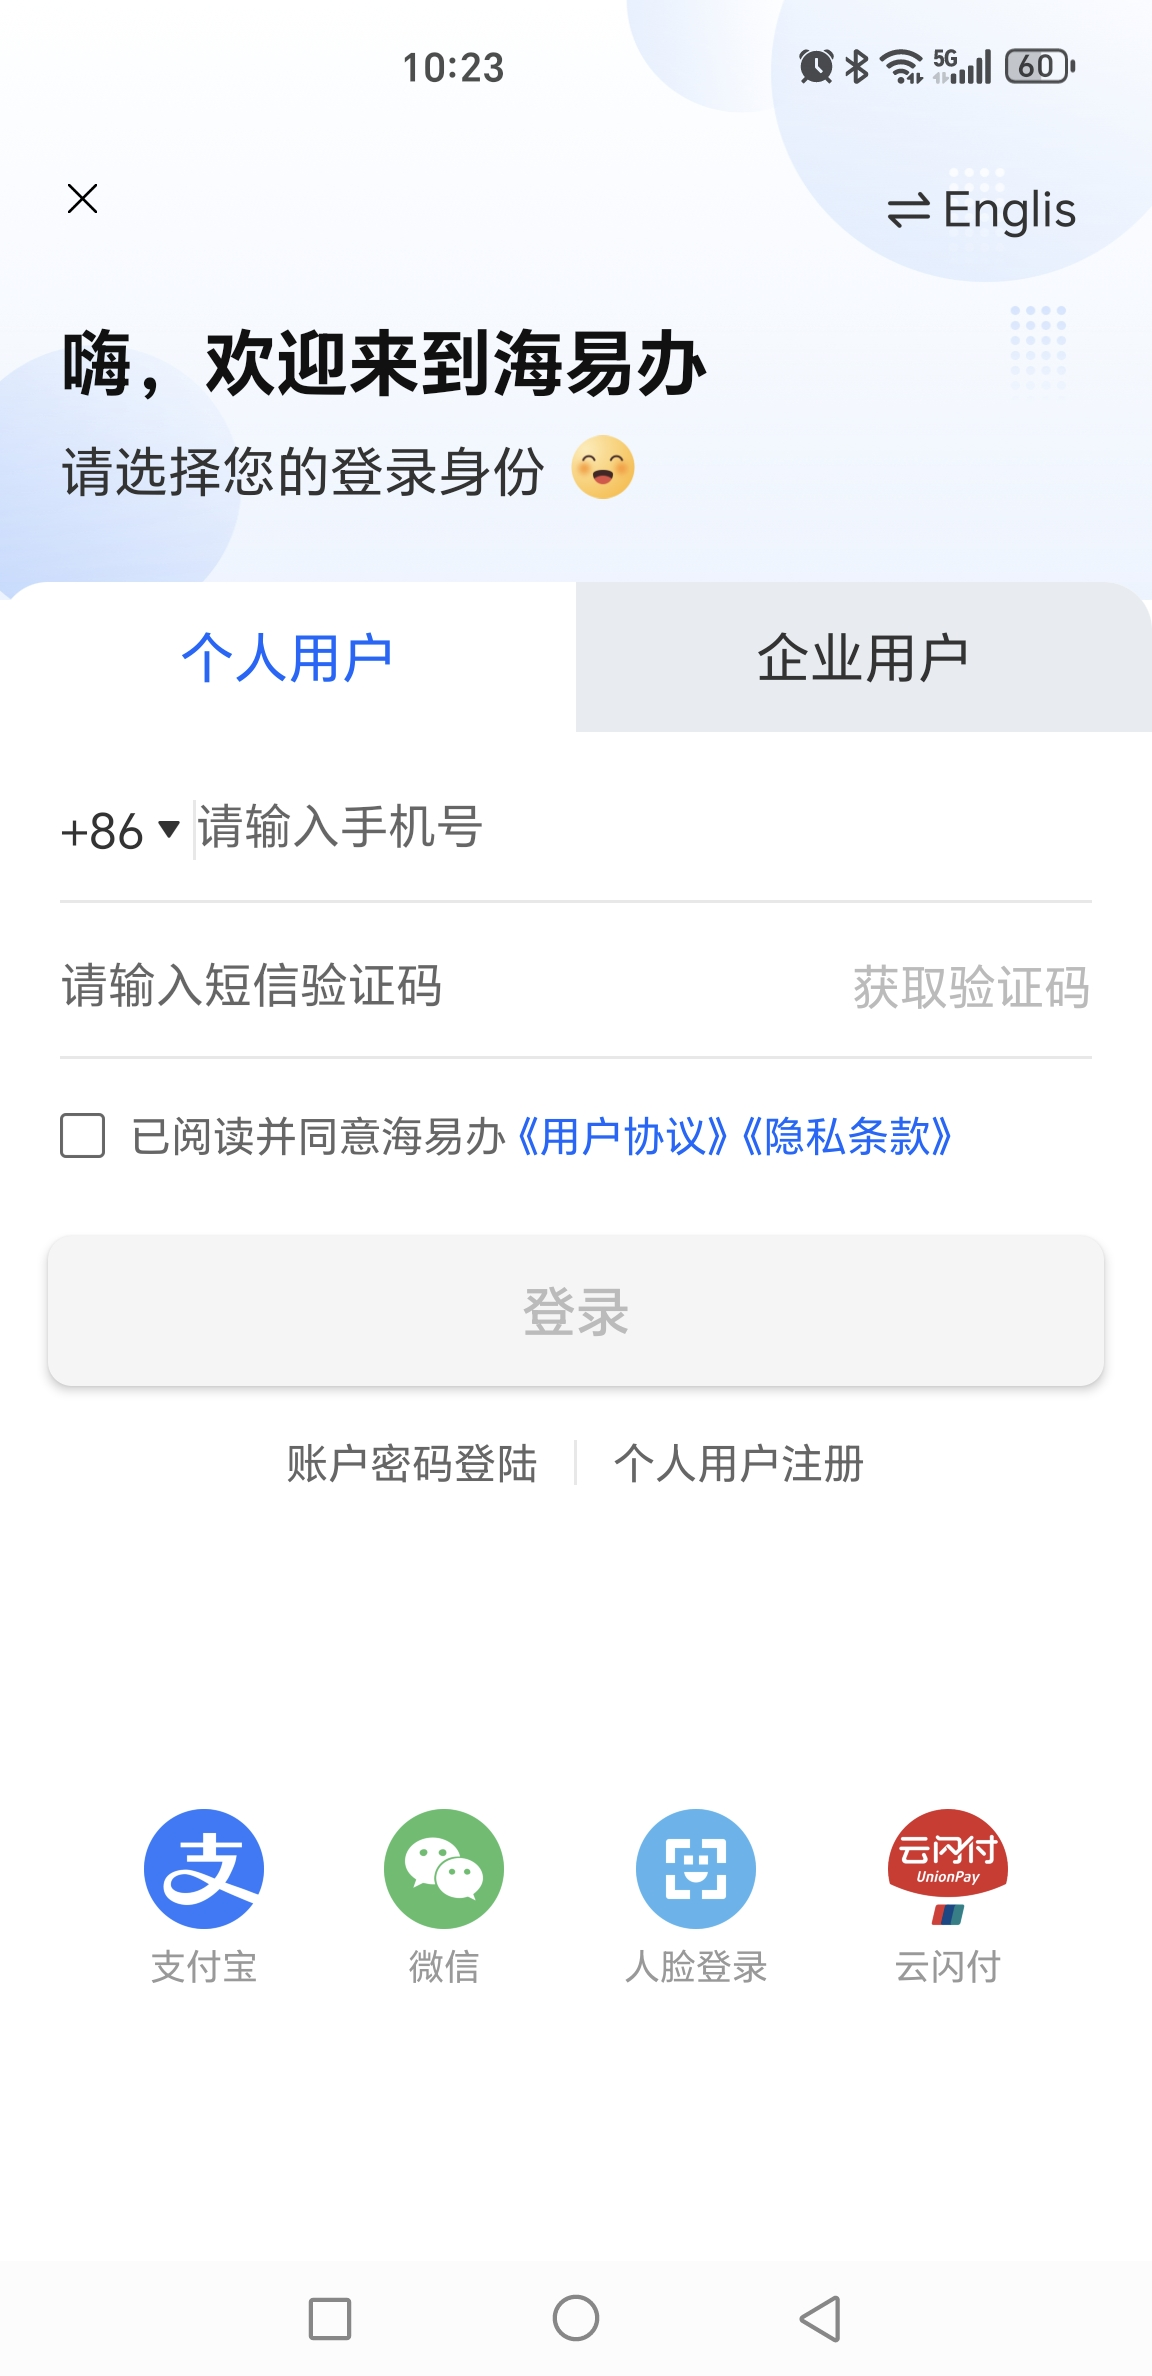 10:23
5G
60
Englis
嗨，欢迎来到海易办
请选择您的登录身份
个人用户
企业用户
+86
请输入手机号
请输入短信验证码
获取验证码
已阅读并同意海易办《用户协议》《隐私条款》
登录
账户密码登陆
个人用户注册
支
云闪付
UnionPay
支付宝
微信
人脸登录
云闪付